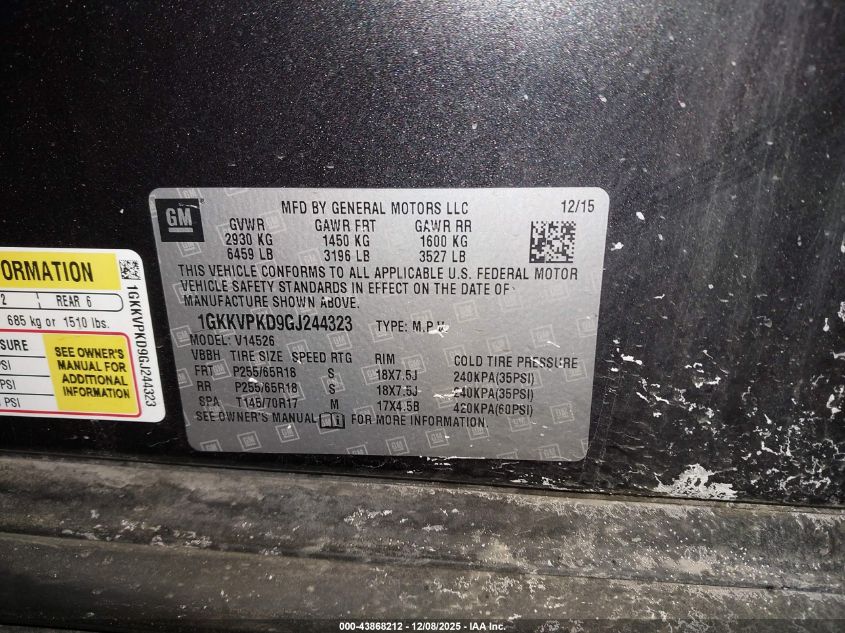 GM
MFD BY GENERAL MOTORS LLC 12/15
GVWR GAWR FRT GAWR RR
2930 KG 1450 KG 1600 KG
6459 LB 3196 LB 3527 LB
THIS VEHICLE CONFORMS TO ALL APPLICABLE U.S. FEDERAL MOTOR
VEHICLE SAFETY STANDARDS IN EFFECT ON THE DATE OF
MANUFACTURE SHOWN ABOVE.
1GKKVPKD9GJ244323 TYPE: M.P.V.
MODEL: V14526
VBBH TIRE SIZE SPEED RTG RIM COLD TIRE PRESSURE
FRT P255/65R18 S 18X7.5J 240KPA(35PSI)
RR P255/65R18 S 18X7.5J 240KPA(35PSI)
SPA T145/70R17 M 17X4.5B 420KPA(60PSI)
SEE OWNER'S MANUAL FOR MORE INFORMATION.
ORMATION
2 REAR 6
685 kg or 1510 lbs.
SURE
PSI
PSI
PSI
SEE OWNER'S
MANUAL FOR
ADDITIONAL
INFORMATION
1GKKVPKD9GJ244323
000-43868212 - 12/08/2025 - IAA Inc.